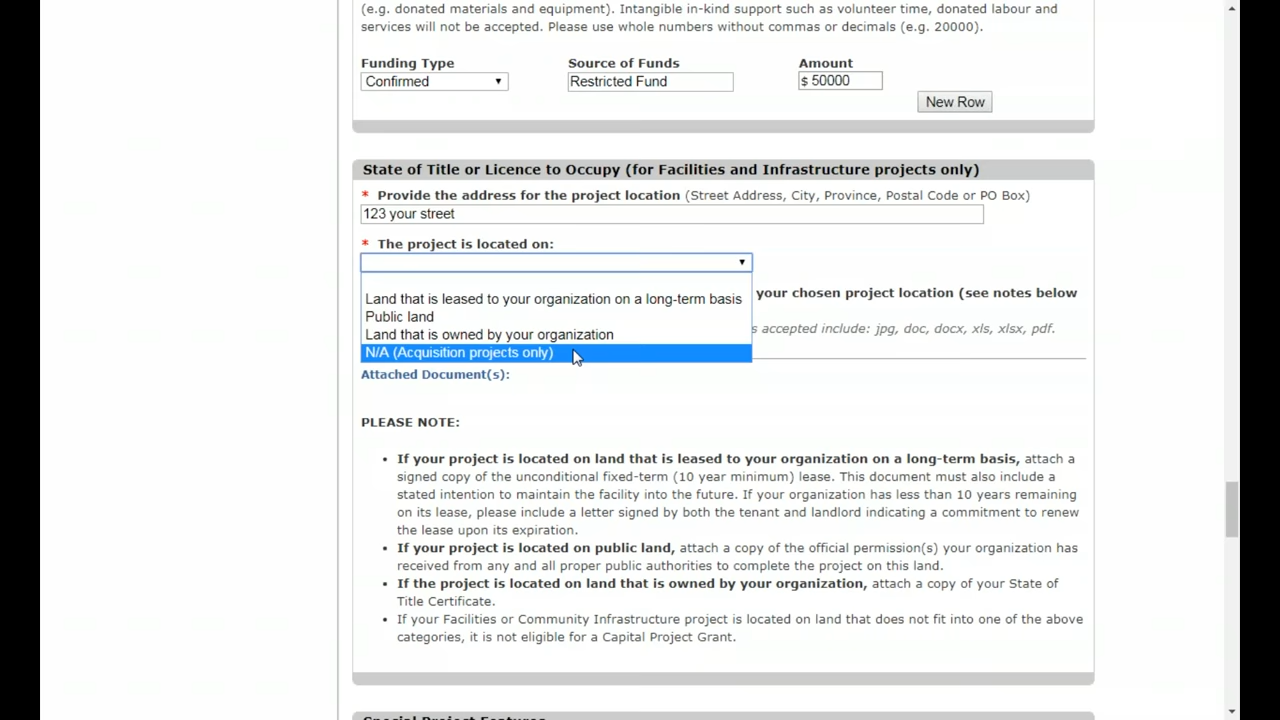 (e.g. donated materials and equipment). Intangible in-kind support such as volunteer time, donated labour and
services will not be accepted. Please use whole numbers without commas or decimals (e.g. 20000).
Funding Type Source of Funds Amount
Confirmed Restricted Fund $ 50000
New Row
State of Title or Licence to Occupy (for Facilities and Infrastructure projects only)
* Provide the address for the project location (Street Address, City, Province, Postal Code or PO Box)
123 your street
* The project is located on:
your chosen project location (see notes below
Land that is leased to your organization on a long-term basis
Public land
s accepted include: jpg, doc, docx, xls, xlsx, pdf.
Land that is owned by your organization
N/A (Acquisition projects only)
Attached Document(s):
PLEASE NOTE:
• If your project is located on land that is leased to your organization on a long-term basis, attach a
signed copy of the unconditional fixed-term (10 year minimum) lease. This document must also include a
stated intention to maintain the facility into the future. If your organization has less than 10 years remaining
on its lease, please include a letter signed by both the tenant and landlord indicating a commitment to renew
the lease upon its expiration.
• If your project is located on public land, attach a copy of the official permission(s) your organization has
received from any and all proper public authorities to complete the project on this land.
• If the project is located on land that is owned by your organization, attach a copy of your State of
Title Certificate.
• If your Facilities or Community Infrastructure project is located on land that does not fit into one of the above
categories, it is not eligible for a Capital Project Grant.
Special Project Features